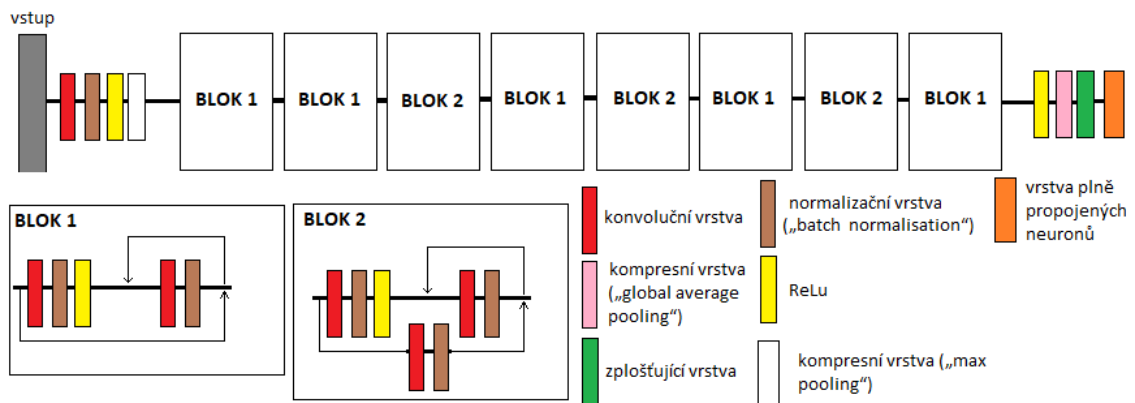 vstup
BLOK 1
BLOK 1
BLOK 2
BLOK 1
BLOK 2
BLOK 1
BLOK 2
BLOK 1
BLOK 1
BLOK 2
konvoluční vrstva
kompresní vrstva
(„global average
pooling“)
zplošťující vrstva
normalizační vrstva
(„batch normalisation“)
ReLu
kompresní vrstva („max
pooling“)
vrstva plně
propojených
neuronů